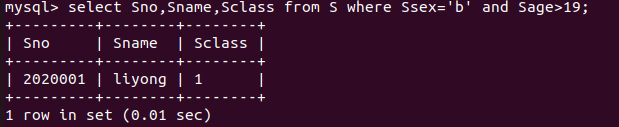 mysql> select Sno,Sname,Sclass from S where Ssex='b' and Sage>19;
+---------+--------+--------+
| Sno     | Sname  | Sclass |
+---------+--------+--------+
| 2020001 | liyong | 1      |
+---------+--------+--------+
1 row in set (0.01 sec)